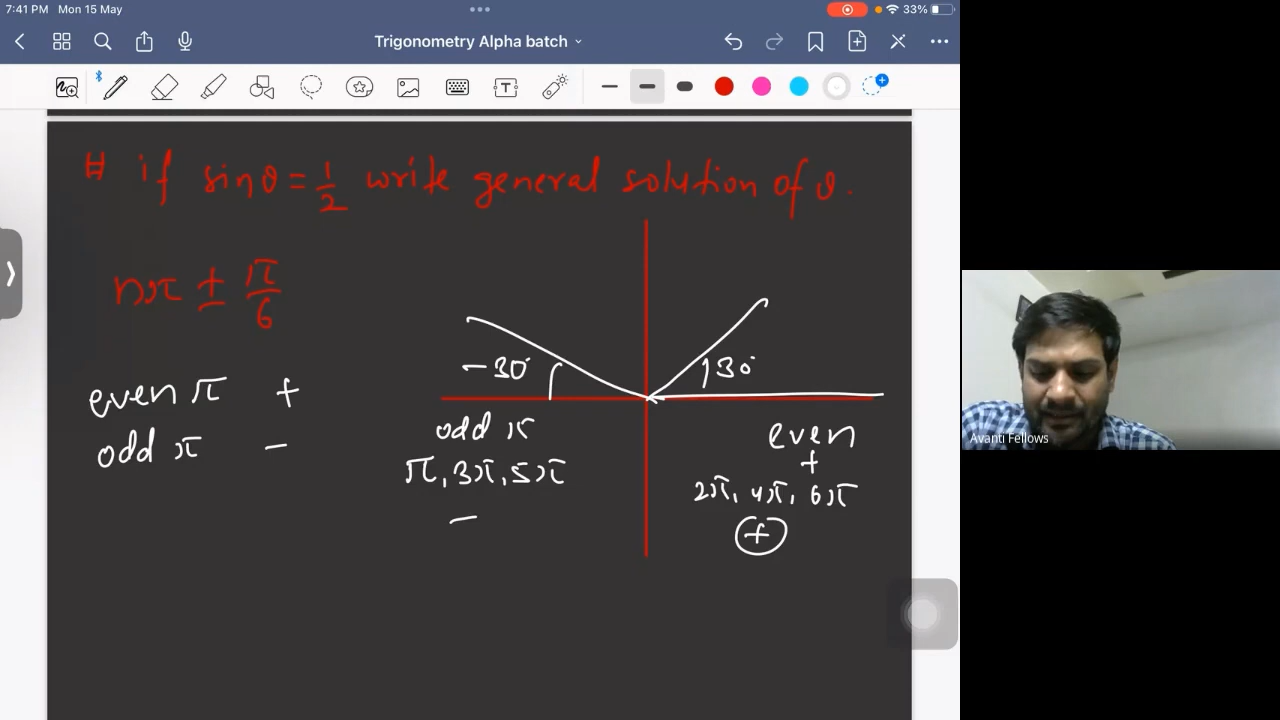 7:41 PM Mon 15 May
33%
Trigonometry Alpha batch
T
# if sinθ = 1/2 write general solution of θ.
nπ ± π/6
even π +
odd π −
−30°
30°
odd π
π, 3π, 5π
−
even
+
2π, 4π, 6π
+
Avanti Fellows